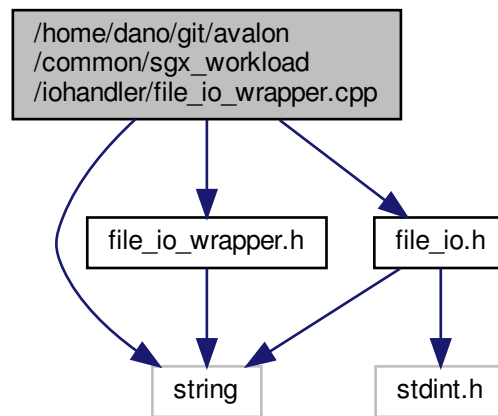 /home/dano/git/avalon
/common/sgx_workload
/iohandler/file_io_wrapper.cpp
file_io_wrapper.h
file_io.h
string
stdint.h